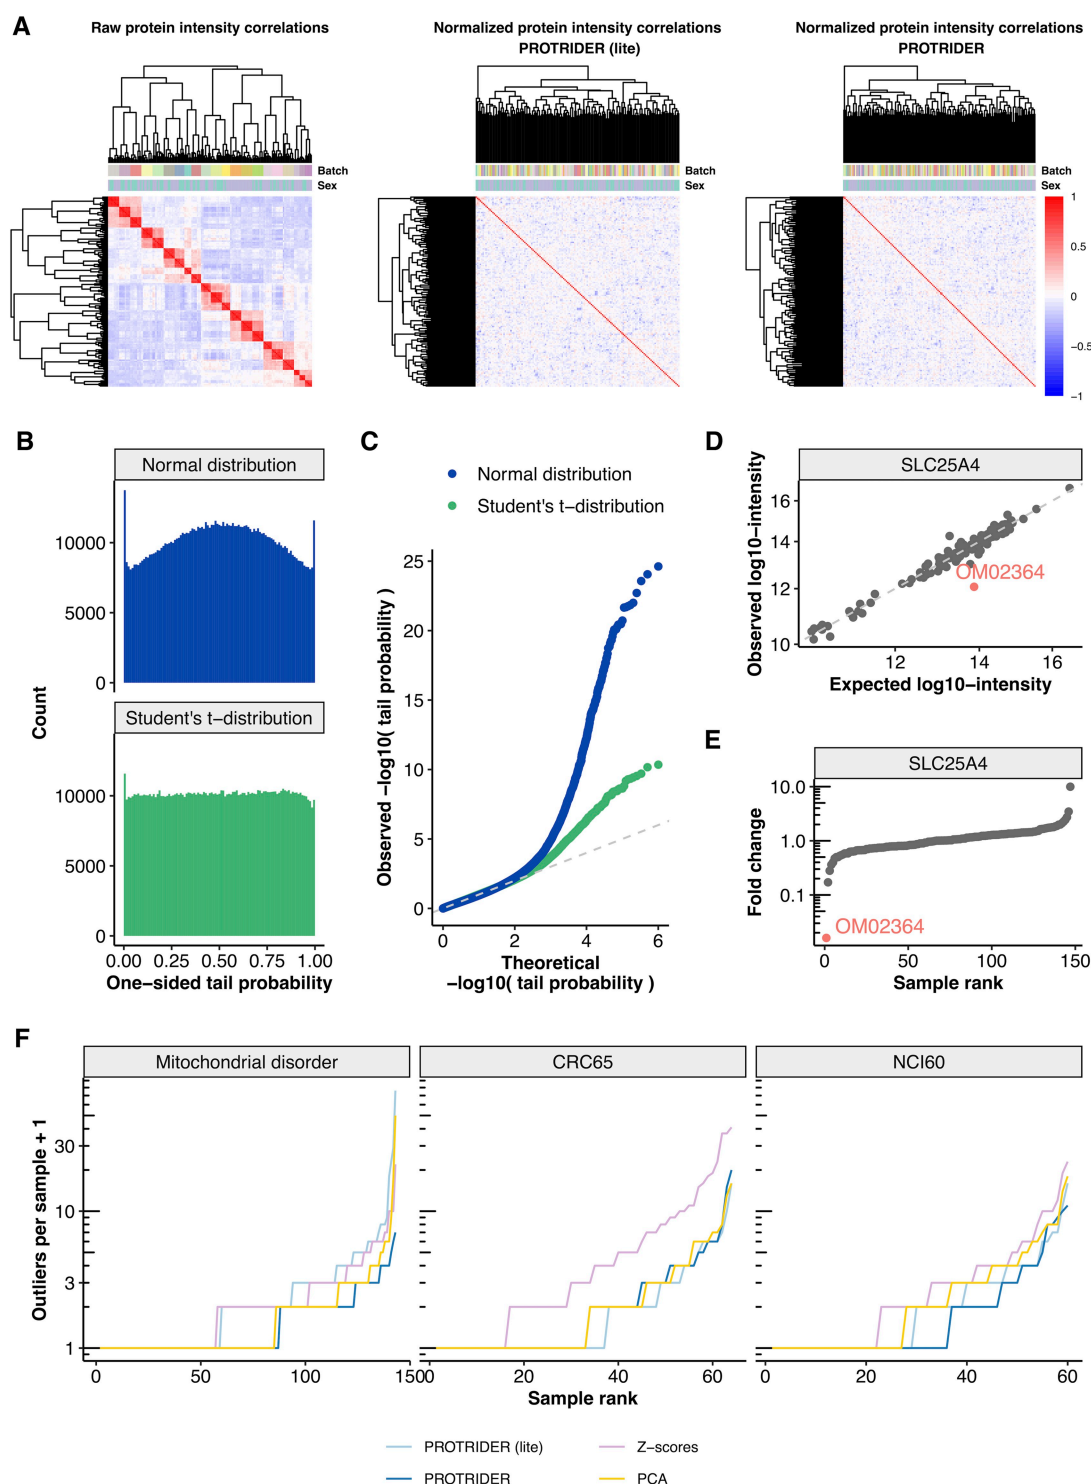 A
Raw protein intensity correlations
Normalized protein intensity correlations
PROTRIDER (lite)
Normalized protein intensity correlations
PROTRIDER
Batch
Sex
Batch
Sex
Batch
Sex
1
0.5
0
−0.5
−1
B
Normal distribution
10000
5000
0
Student's t−distribution
10000
5000
0
Count
0.00 0.25 0.50 0.75 1.00
One−sided tail probability
C
Normal distribution
Student's t−distribution
Observed −log10( tail probability )
25
20
15
10
5
0
0 2 4 6
Theoretical
−log10( tail probability )
D
SLC25A4
Observed log10−intensity
16
14
12
10
OM02364
12 14 16
Expected log10−intensity
E
SLC25A4
Fold change
10.0
1.0
0.1
OM02364
0 50 100 150
Sample rank
F
Mitochondrial disorder
CRC65
NCI60
Outliers per sample + 1
30
10
3
1
0 50 100 150
0 20 40 60
0 20 40 60
Sample rank
PROTRIDER (lite)
Z−scores
PROTRIDER
PCA